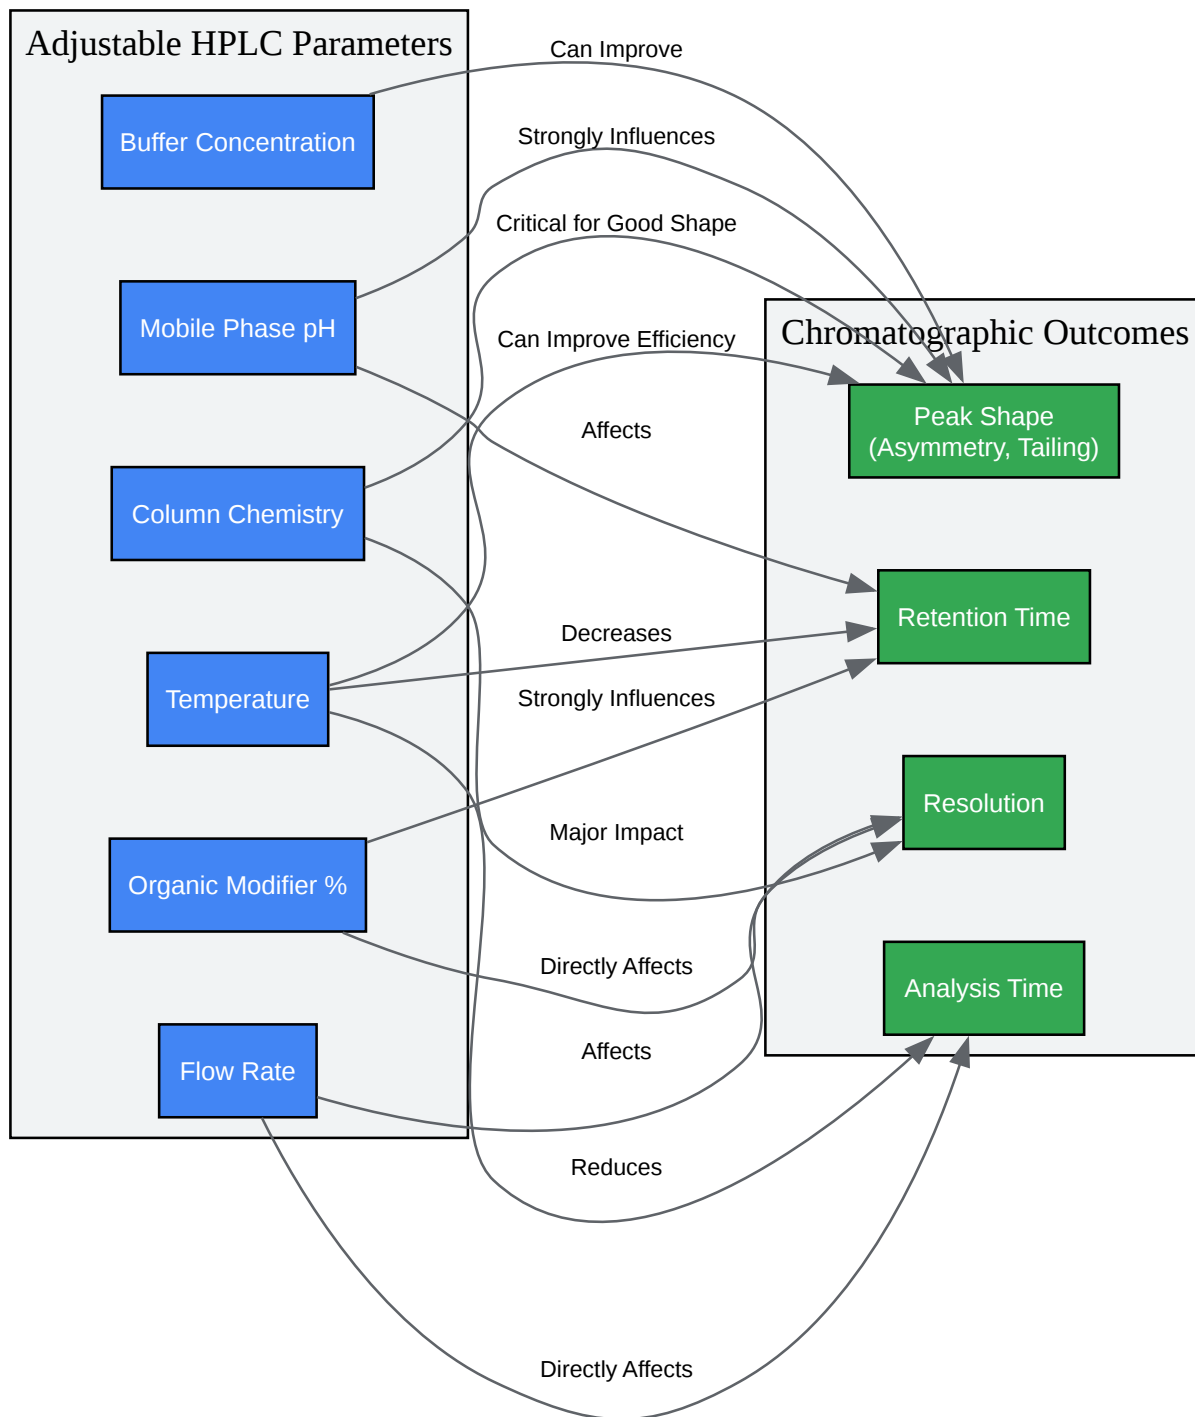 Adjustable HPLC Parameters
Buffer Concentration
Mobile Phase pH
Column Chemistry
Temperature
Organic Modifier %
Flow Rate
Can Improve
Strongly Influences
Critical for Good Shape
Can Improve Efficiency
Affects
Decreases
Strongly Influences
Major Impact
Directly Affects
Affects
Reduces
Directly Affects
Chromatographic Outcomes
Peak Shape
(Asymmetry, Tailing)
Retention Time
Resolution
Analysis Time